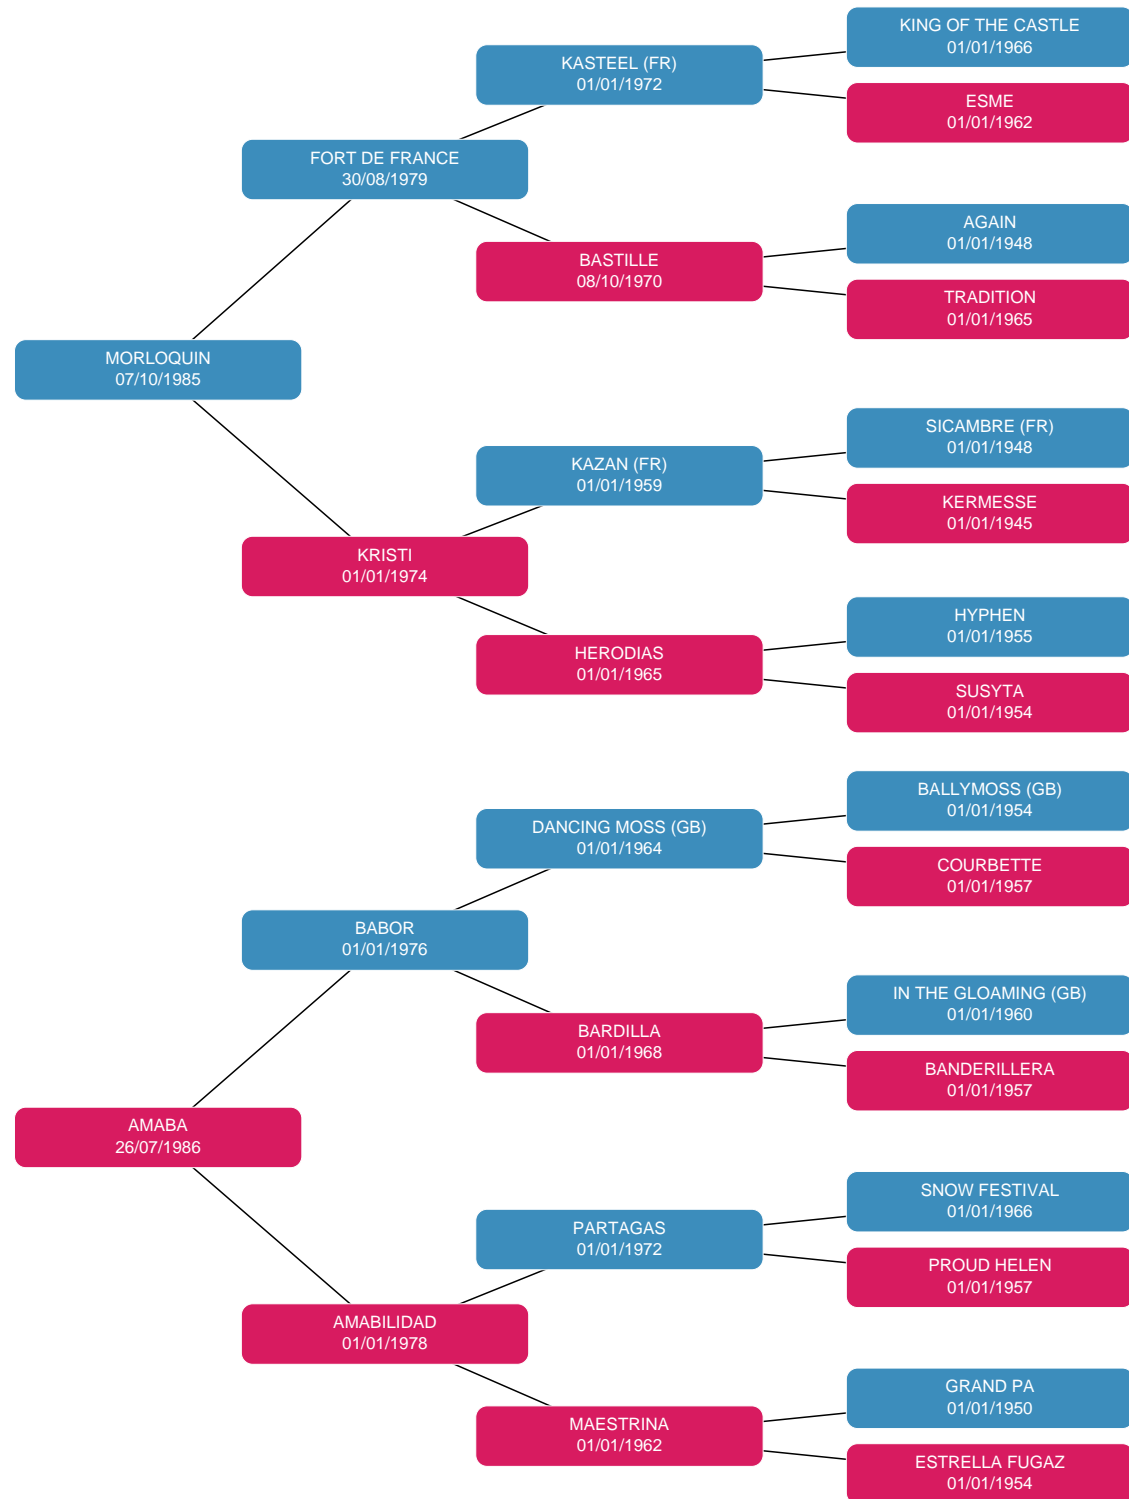 KING OF THE CASTLE
01/01/1966
KASTEEL (FR)
01/01/1972
ESME
01/01/1962
FORT DE FRANCE
30/08/1979
AGAIN
01/01/1948
BASTILLE
08/10/1970
TRADITION
01/01/1965
MORLOQUIN
07/10/1985
SICAMBRE (FR)
01/01/1948
KAZAN (FR)
01/01/1959
KERMESSE
01/01/1945
KRISTI
01/01/1974
HYPHEN
01/01/1955
HERODIAS
01/01/1965
SUSYTA
01/01/1954
BALLYMOSS (GB)
01/01/1954
DANCING MOSS (GB)
01/01/1964
COURBETTE
01/01/1957
BABOR
01/01/1976
IN THE GLOAMING (GB)
01/01/1960
BARDILLA
01/01/1968
BANDERILLERA
01/01/1957
AMABA
26/07/1986
SNOW FESTIVAL
01/01/1966
PARTAGAS
01/01/1972
PROUD HELEN
01/01/1957
AMABILIDAD
01/01/1978
GRAND PA
01/01/1950
MAESTRINA
01/01/1962
ESTRELLA FUGAZ
01/01/1954